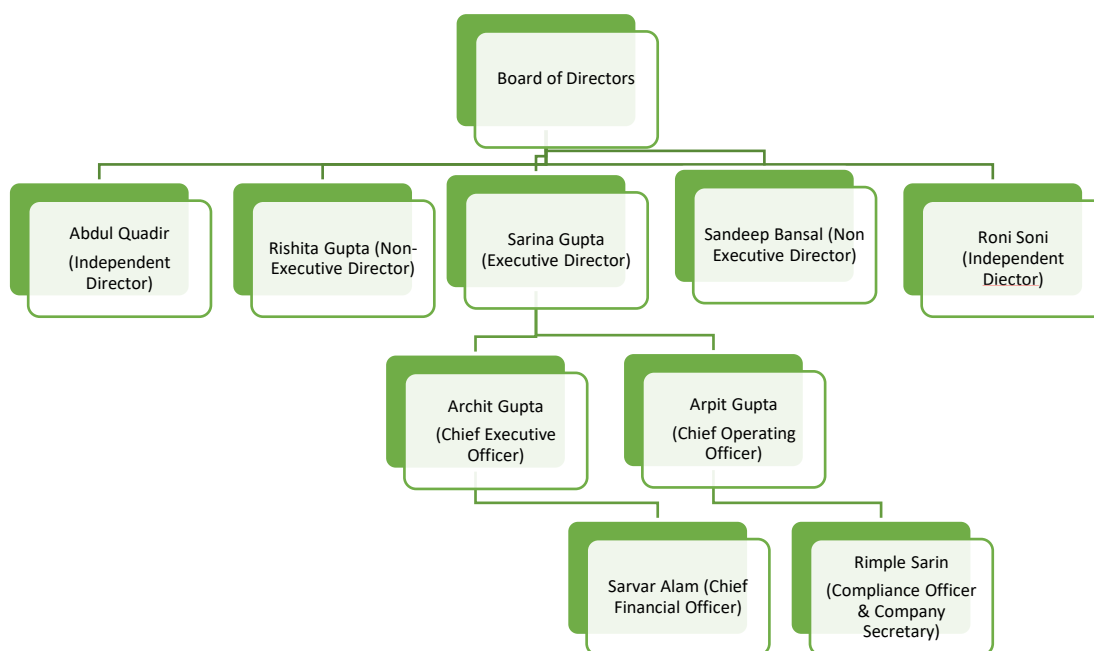 Board of Directors
Abdul Quadir
(Independent
Director)
Rishita Gupta (Non-
Executive Director)
Sarina Gupta
(Executive Director)
Sandeep Bansal (Non
Executive Director)
Roni Soni
(Independent
Diector)
Archit Gupta
(Chief Executive
Officer)
Arpit Gupta
(Chief Operating
Officer)
Sarvar Alam (Chief
Financial Officer)
Rimple Sarin
(Compliance Officer
& Company
Secretary)